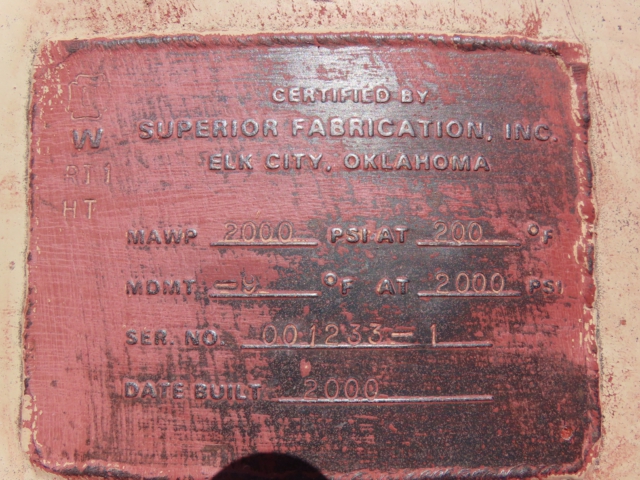 CERTIFIED BY
W
SUPERIOR FABRICATION, INC.
ELK CITY, OKLAHOMA
RT1
HT
MAWP 2000 PSI AT 200 °F
MDMT -9 °F AT 2000 PSI
SER. NO. 001233-1
DATE BUILT 2000